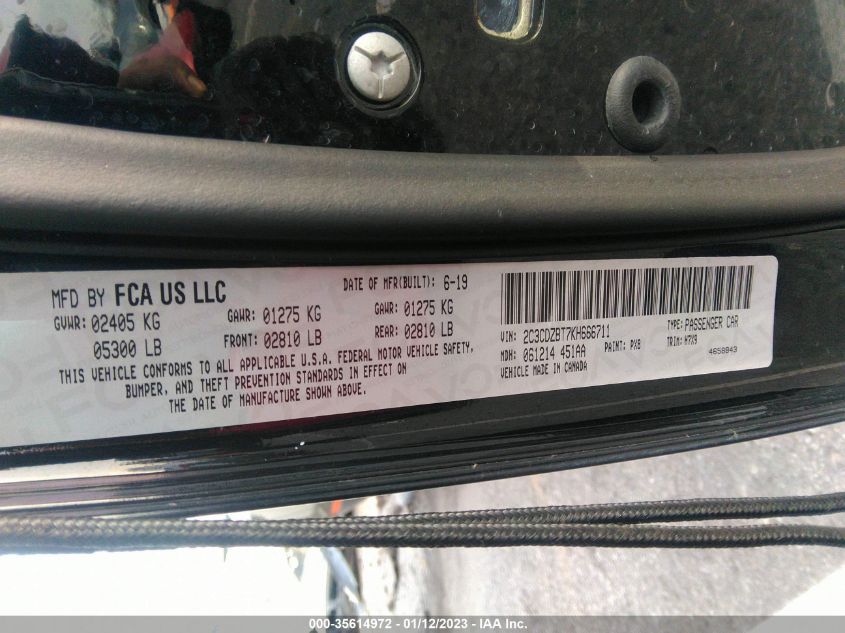 MFD BY FCA US LLC
DATE OF MFR(BUILT): 6-19
GVWR: 02405 KG
GAWR: 01275 KG
GAWR: 01275 KG
05300 LB
FRONT: 02810 LB
REAR: 02810 LB
THIS VEHICLE CONFORMS TO ALL APPLICABLE U.S.A. FEDERAL MOTOR VEHICLE SAFETY,
BUMPER, AND THEFT PREVENTION STANDARDS IN EFFECT ON
THE DATE OF MANUFACTURE SHOWN ABOVE.
VIN: 2C3CDZBT7KH666711
TYPE: PASSENGER CAR
MDH: 061214 451AA
PAINT: PX8
TRIM: H7X9
VEHICLE MADE IN CANADA
4658843
000-35614972 - 01/12/2023 - IAA Inc.